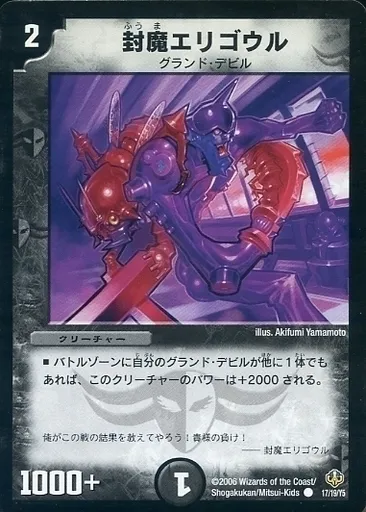 2
ふうま
封魔エリゴウル
グランド・デビル
illus. Akifumi Yamamoto
クリーチャー
■ バトルゾーンに自分のグランド・デビルが他に1体でも
あれば、このクリーチャーのパワーは+2000される。
俺がこの戦の結果を教えてやろう!貴様の負け!
—— 封魔エリゴウル
1000+
1
©2006 Wizards of the Coast/
Shogakukan/Mitsui-Kids ● 17/19/Y5